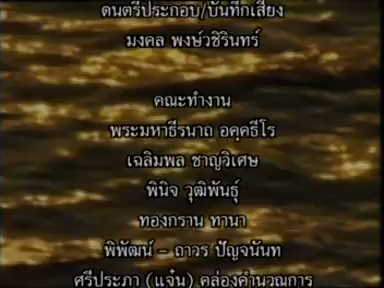 ดนตรีประกอบ/บันทึกเสียง
มงคล พงษ์วชิรินทร์
คณะทำงาน
พระมหาธีรนาถ อคฺคธีโร
เฉลิมพล ชาญวิเศษ
พินิจ วุฒิพันธุ์
ทองกราน ทานา
พิพัฒน์ – ถาวร ปัญจนันท
ศรีประภา (แจ๋น) คล่องคำนวณการ